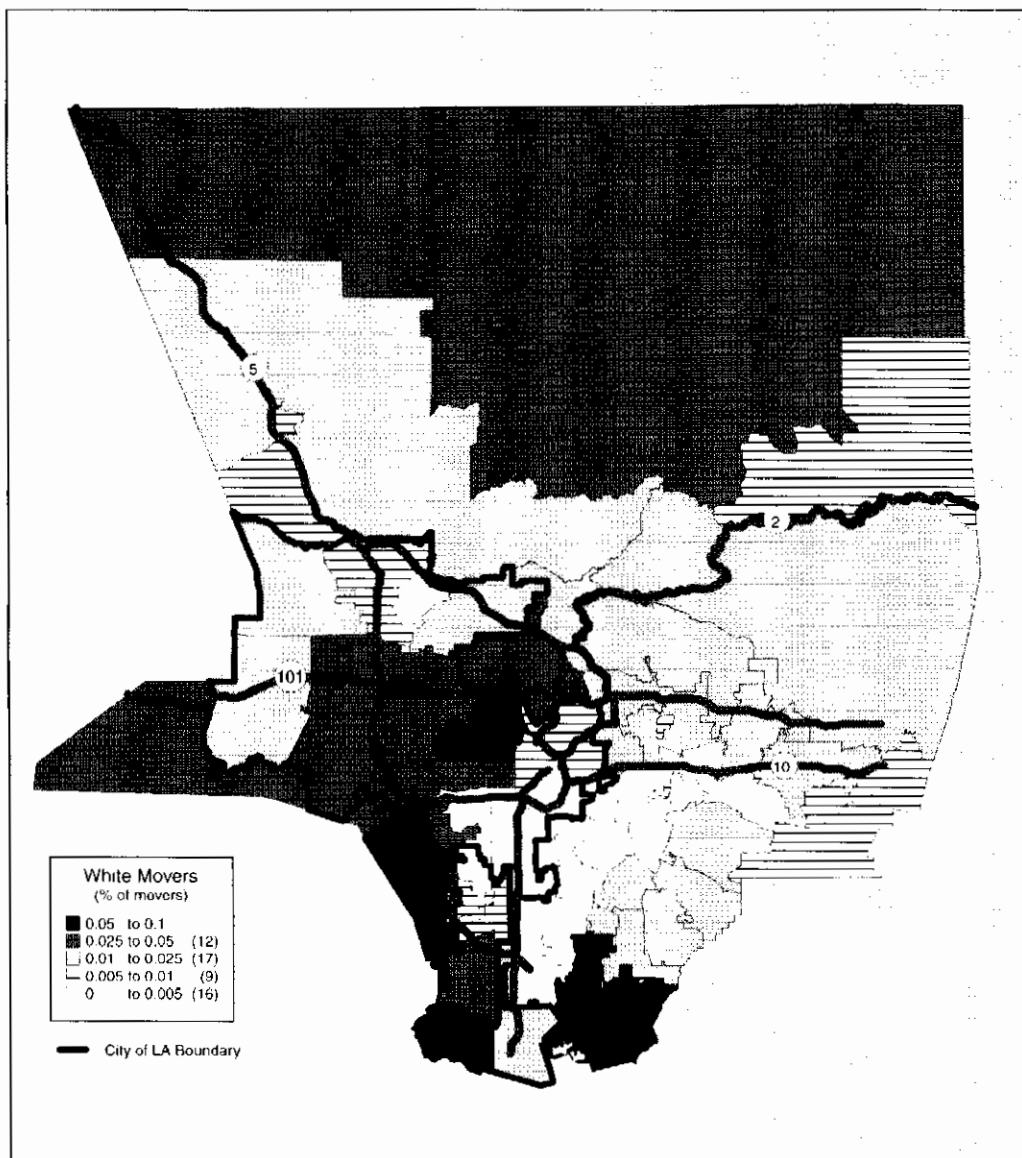 5
2
101
10
White Movers
(% of movers)
0.05 to 0.1
0.025 to 0.05 (12)
0.01 to 0.025 (17)
0.005 to 0.01 (9)
0 to 0.005 (16)
City of LA Boundary